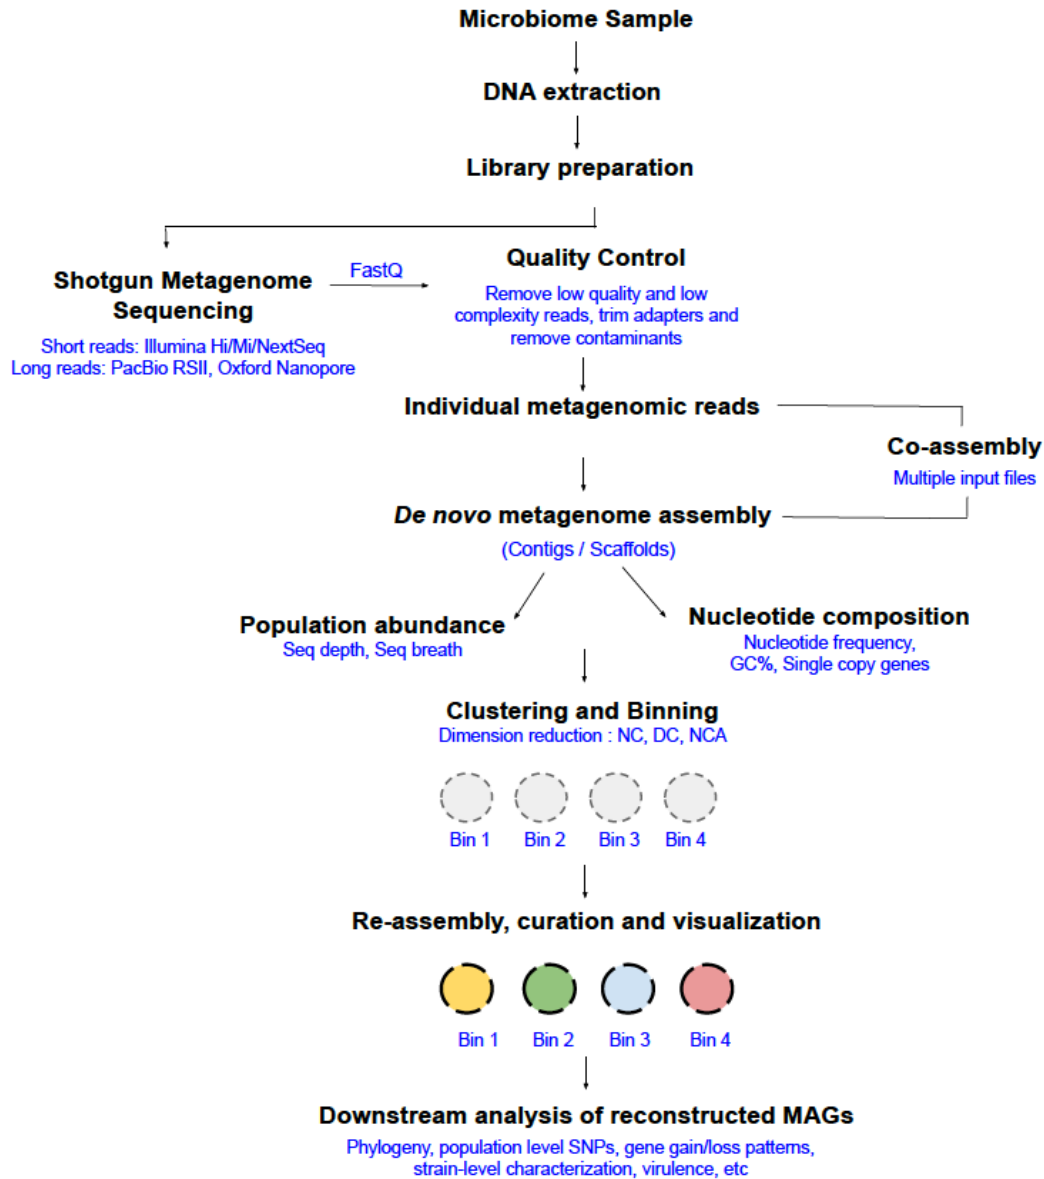 Microbiome Sample
DNA extraction
Library preparation
Shotgun Metagenome
Sequencing
Short reads: Illumina Hi/Mi/NextSeq
Long reads: PacBio RSII, Oxford Nanopore
FastQ
Quality Control
Remove low quality and low
complexity reads, trim adapters and
remove contaminants
Individual metagenomic reads
Co-assembly
Multiple input files
De novo metagenome assembly
(Contigs / Scaffolds)
Population abundance
Seq depth, Seq breath
Nucleotide composition
Nucleotide frequency,
GC%, Single copy genes
Clustering and Binning
Dimension reduction : NC, DC, NCA
Bin 1
Bin 2
Bin 3
Bin 4
Re-assembly, curation and visualization
Bin 1
Bin 2
Bin 3
Bin 4
Downstream analysis of reconstructed MAGs
Phylogeny, population level SNPs, gene gain/loss patterns,
strain-level characterization, virulence, etc